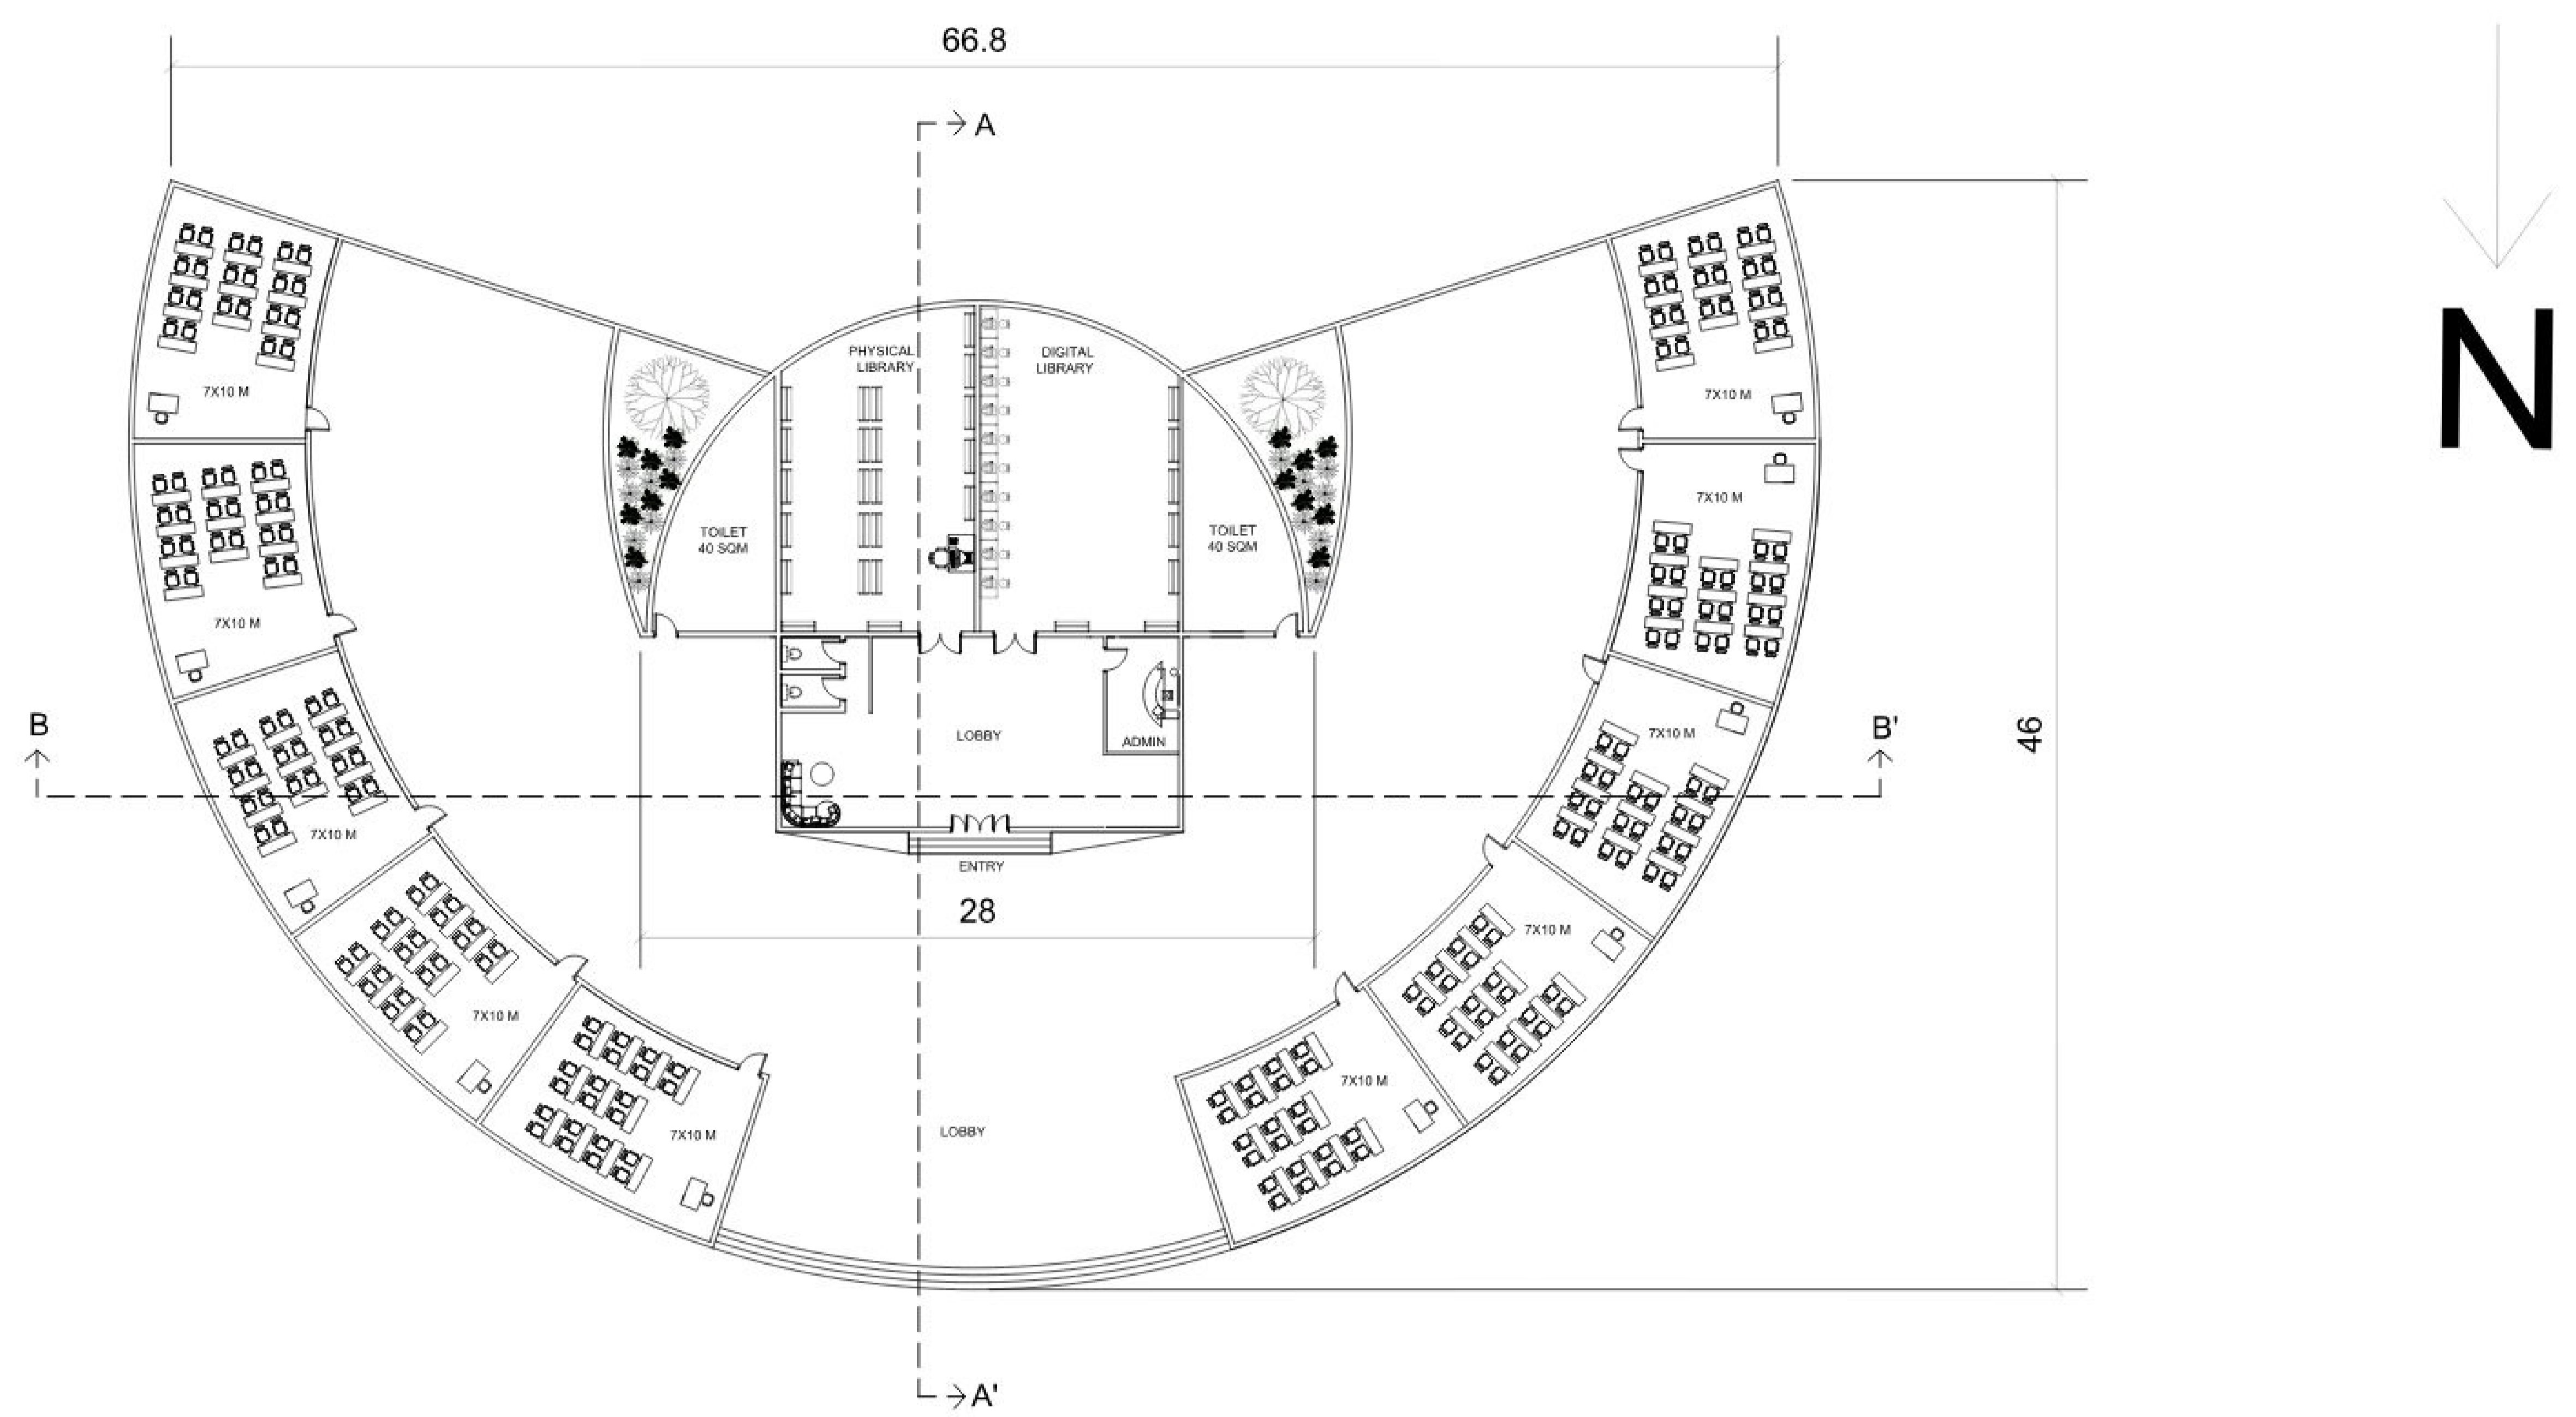 66.8
A
PHYSICAL
LIBRARY
DIGITAL
LIBRARY
7X10 M
7X10 M
N
7X10 M
TOILET
40 SQM
TOILET
40 SQM
7X10 M
B
LOBBY
ADMIN
7X10 M
B'
46
7X10 M
ENTRY
28
7X10 M
7X10 M
7X10 M
7X10 M
LOBBY
A'